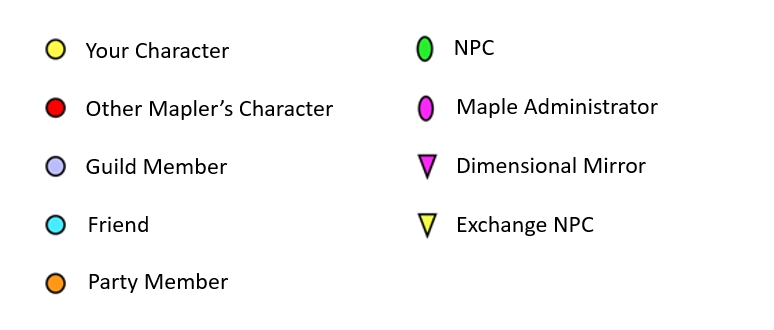 Your Character
Other Mapler’s Character
Guild Member
Friend
Party Member
NPC
Maple Administrator
Dimensional Mirror
Exchange NPC